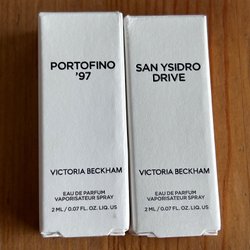 PORTOFINO
'97
VICTORIA BECKHAM
EAU DE PARFUM
VAPORISATEUR SPRAY
2 ML / 0.07 FL. OZ. LIQ. US
SAN YSIDRO
DRIVE
VICTORIA BECKHAM
EAU DE PARFUM
VAPORISATEUR SPRAY
2 ML / 0.07 FL. OZ. LIQ. US